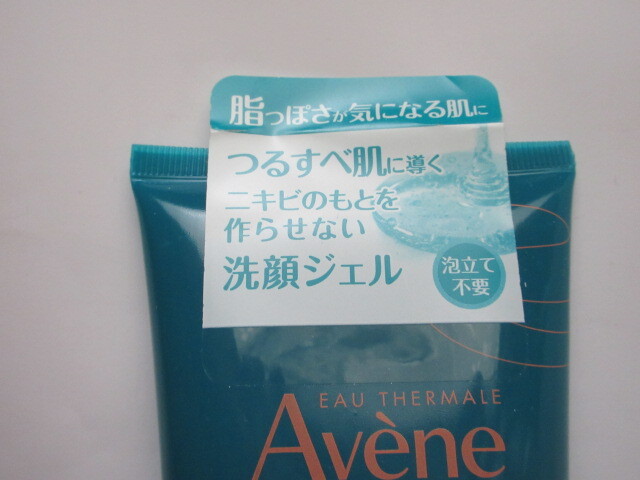 脂っぽさが気になる肌に
つるすべ肌に導く
ニキビのもとを
作らせない
洗顔ジェル
泡立て
不要
EAU THERMALE
Avène